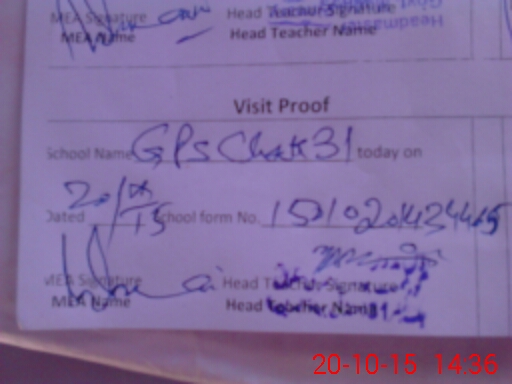 MEA Signature Head Teacher Signature
MEA Name Head Teacher Name
Visit Proof
School Name GPS Chak 31 today on
Dated 20/x/15 School form No.
MEA Signature Head Teacher Signature
MEA Name Head Teacher Name
20-10-15 14:36